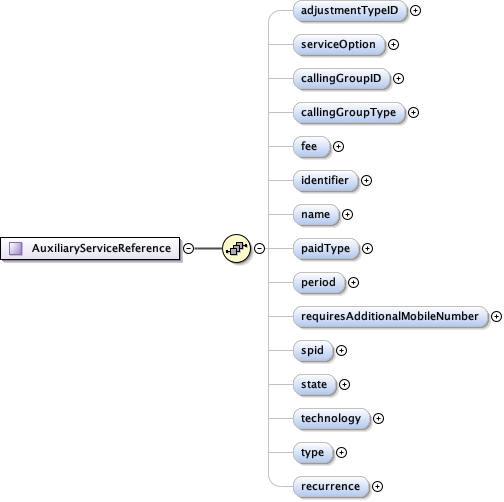 adjustmentTypeID
serviceOption
callingGroupID
callingGroupType
fee
identifier
name
AuxiliaryServiceReference
paidType
period
requiresAdditionalMobileNumber
spid
state
technology
type
recurrence